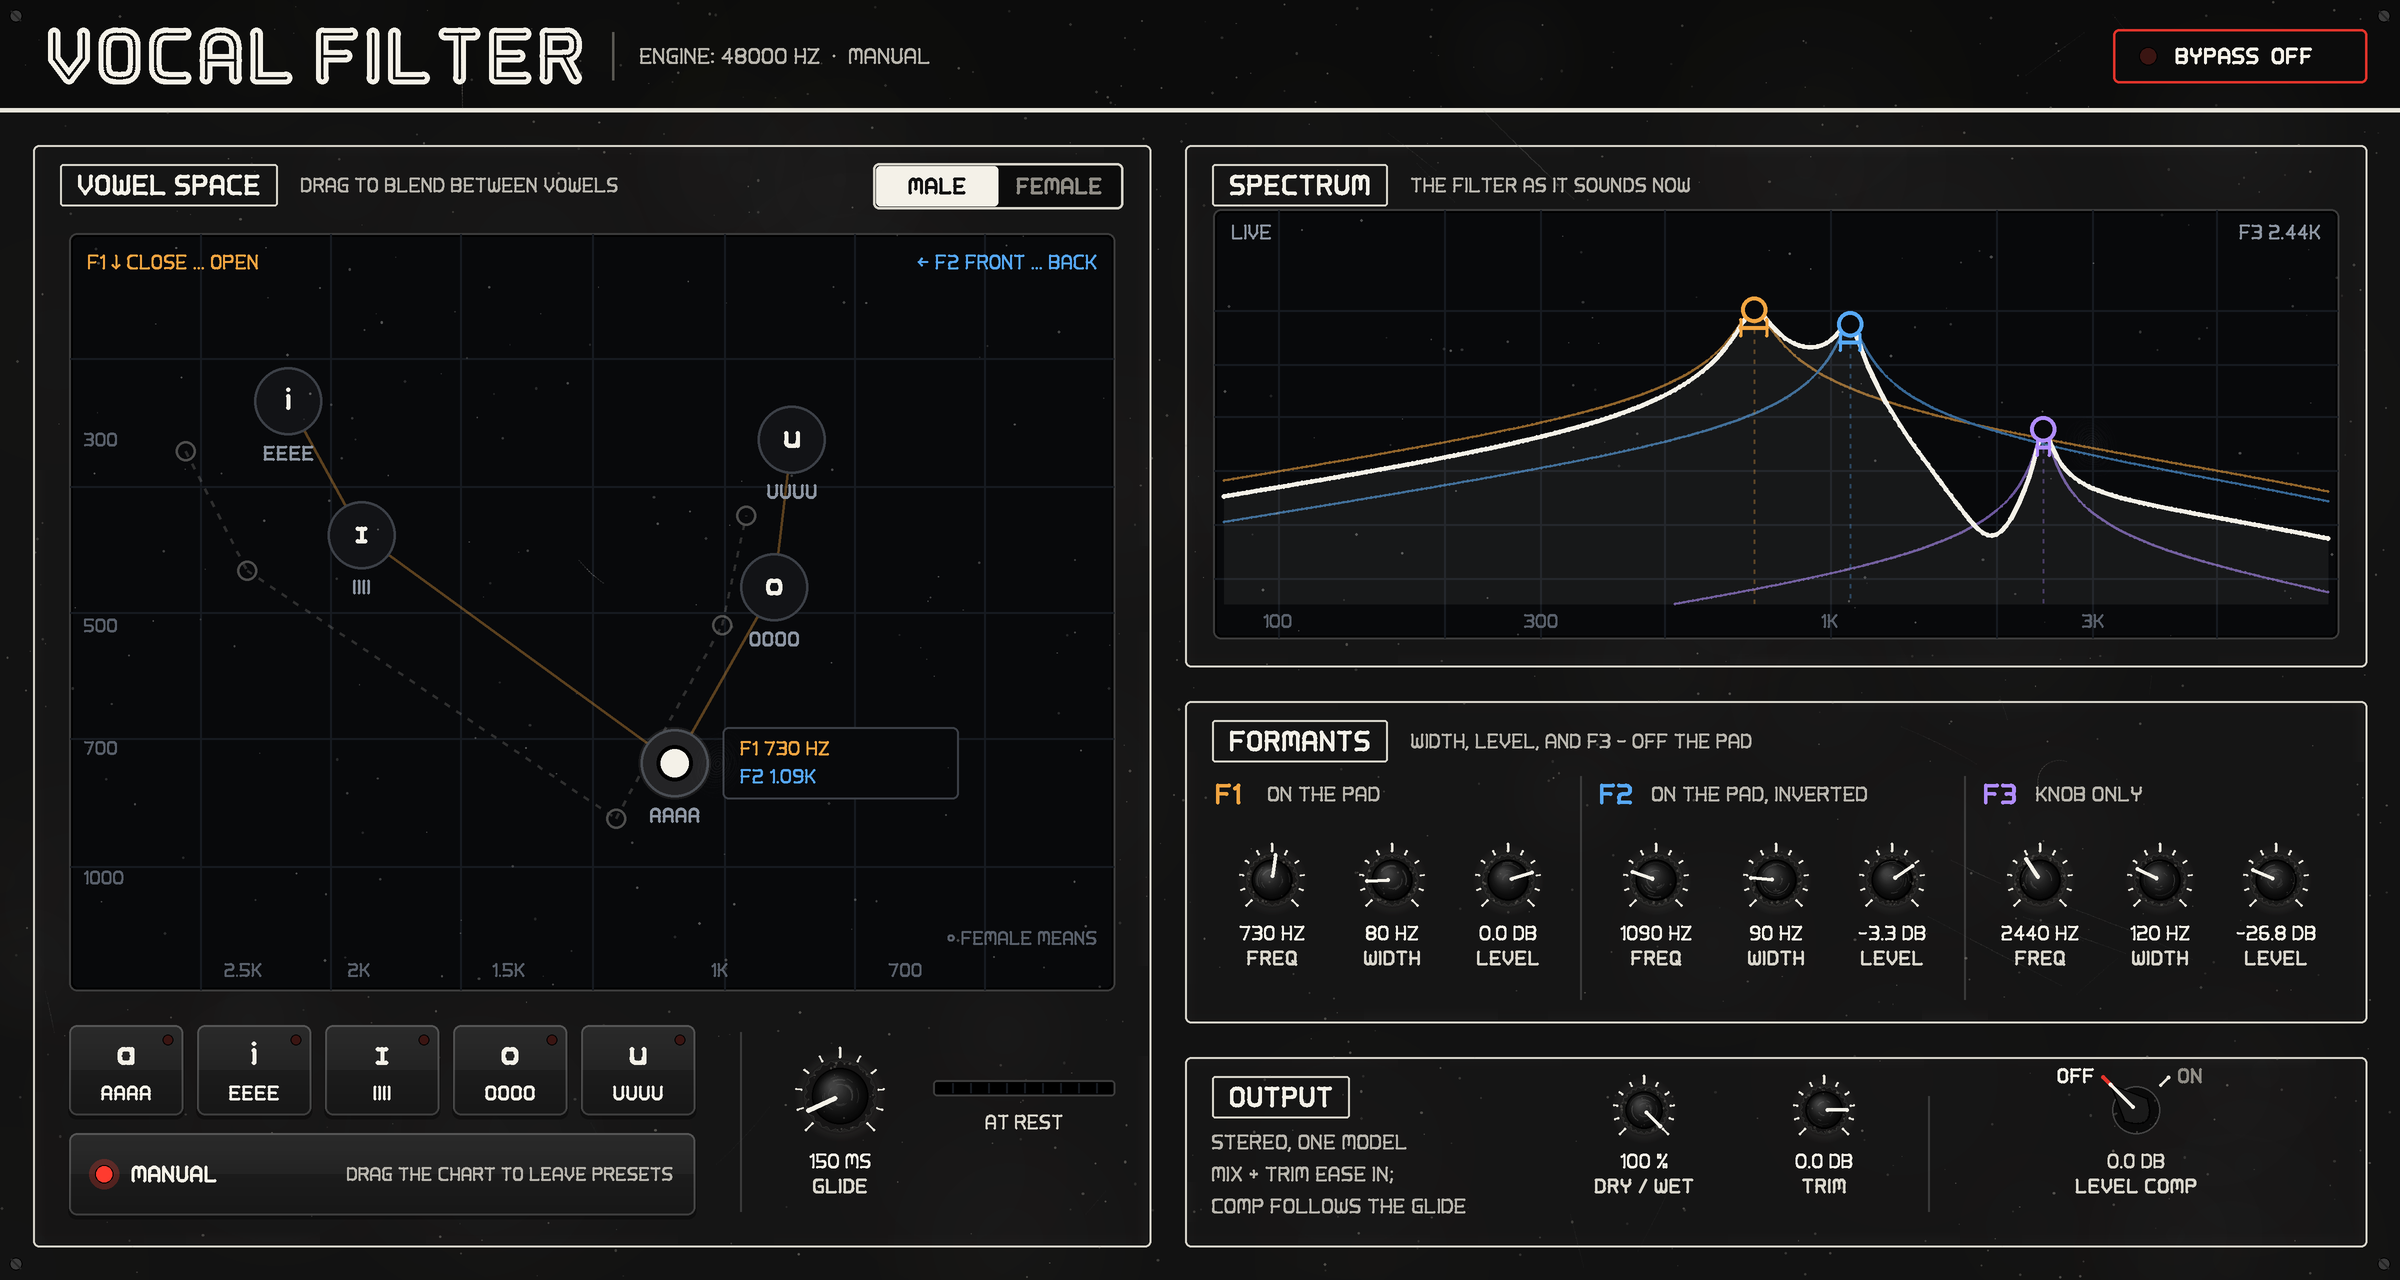 VOCAL FILTER
ENGINE: 48000 HZ · MANUAL
BYPASS OFF
VOWEL SPACE
DRAG TO BLEND BETWEEN VOWELS
MALE
FEMALE
F1 ↓ CLOSE ... OPEN
← F2 FRONT ... BACK
i
EEEE
u
UUUU
300
I
IIII
o
OOOO
500
700
F1 730 HZ
F2 1.09K
AAAA
1000
FEMALE MEANS
2.5K
2K
1.5K
1K
700
a
AAAA
i
EEEE
I
IIII
o
OOOO
u
UUUU
MANUAL
DRAG THE CHART TO LEAVE PRESETS
150 MS
GLIDE
AT REST
SPECTRUM
THE FILTER AS IT SOUNDS NOW
LIVE
F3 2.44K
100
300
1K
3K
FORMANTS
WIDTH, LEVEL, AND F3 - OFF THE PAD
F1
ON THE PAD
F2
ON THE PAD, INVERTED
F3
KNOB ONLY
730 HZ
FREQ
80 HZ
WIDTH
0.0 DB
LEVEL
1090 HZ
FREQ
90 HZ
WIDTH
-3.3 DB
LEVEL
2440 HZ
FREQ
120 HZ
WIDTH
-26.8 DB
LEVEL
OUTPUT
STEREO, ONE MODEL
MIX + TRIM EASE IN;
COMP FOLLOWS THE GLIDE
100 %
DRY / WET
0.0 DB
TRIM
OFF
ON
0.0 DB
LEVEL COMP